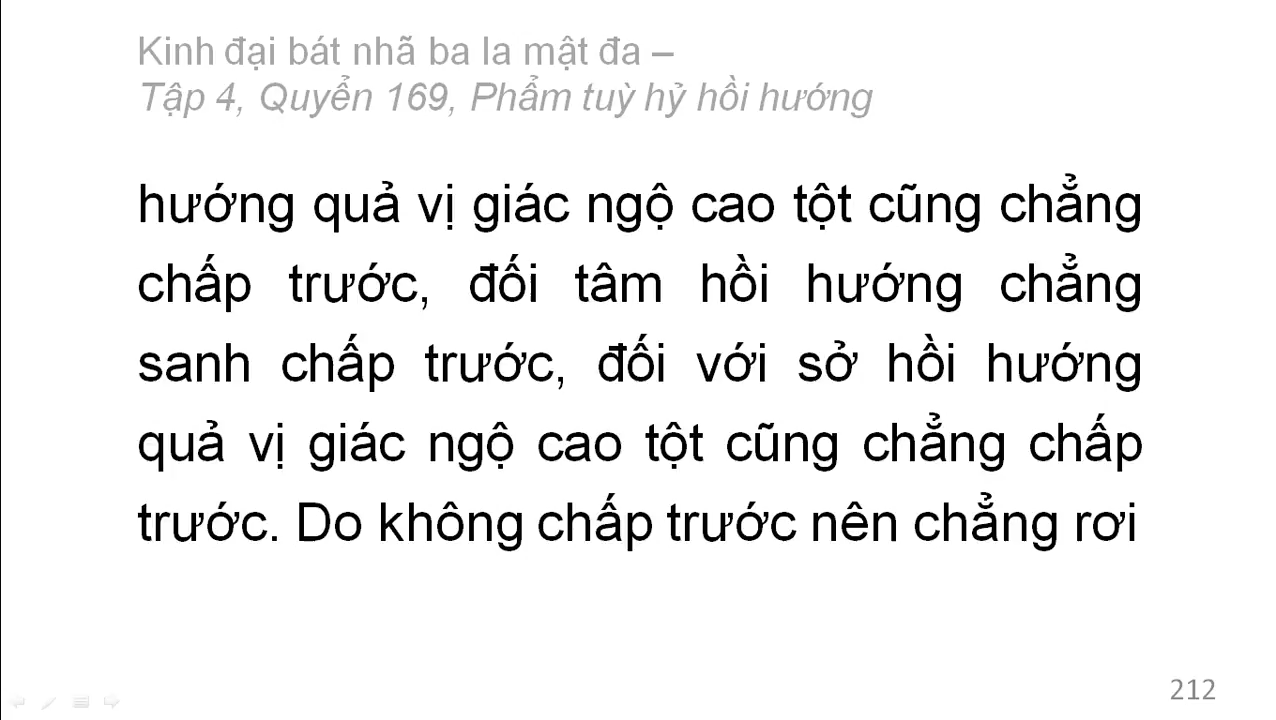 Kinh đại bát nhã ba la mật đa –
Tập 4, Quyển 169, Phẩm tuỳ hỷ hồi hướng
hướng quả vị giác ngộ cao tột cũng chẳng
chấp trước, đối tâm hồi hướng chẳng
sanh chấp trước, đối với sở hồi hướng
quả vị giác ngộ cao tột cũng chẳng chấp
trước. Do không chấp trước nên chẳng rơi
212